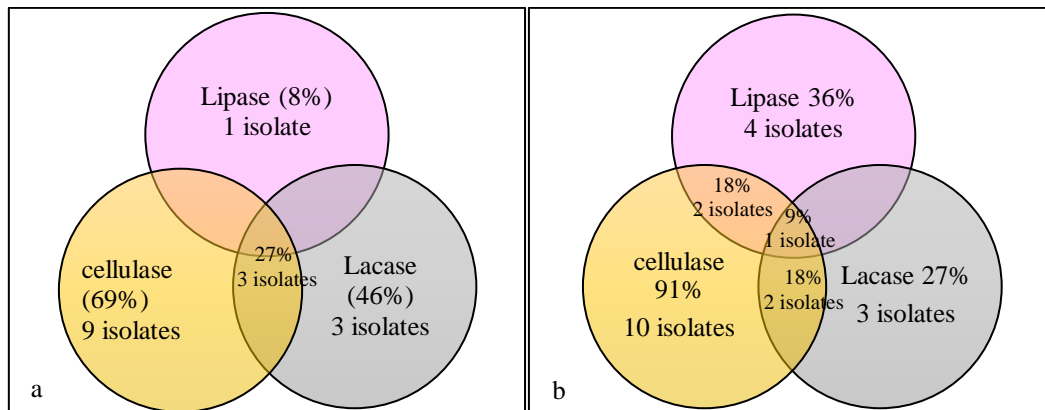 Lipase (8%)
1 isolate
27%
3 isolates
cellulase
(69%)
9 isolates
Lacase
(46%)
3 isolates
a
Lipase 36%
4 isolates
18%
2 isolates
9%
1 isolate
cellulase
91%
10 isolates
18%
2 isolates
Lacase 27%
3 isolates
b